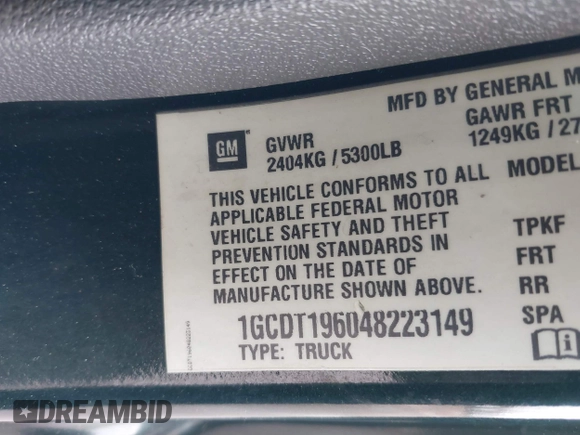 MFD BY GENERAL M
GM
GVWR
2404KG / 5300LB
GAWR FRT
1249KG / 27
THIS VEHICLE CONFORMS TO ALL
APPLICABLE FEDERAL MOTOR
VEHICLE SAFETY AND THEFT
PREVENTION STANDARDS IN
EFFECT ON THE DATE OF
MANUFACTURE SHOWN ABOVE.
MODEL
TPKF
FRT
RR
SPA
1GCDT196048223149
TYPE: TRUCK
1GCDT196048223149
DREAMBID